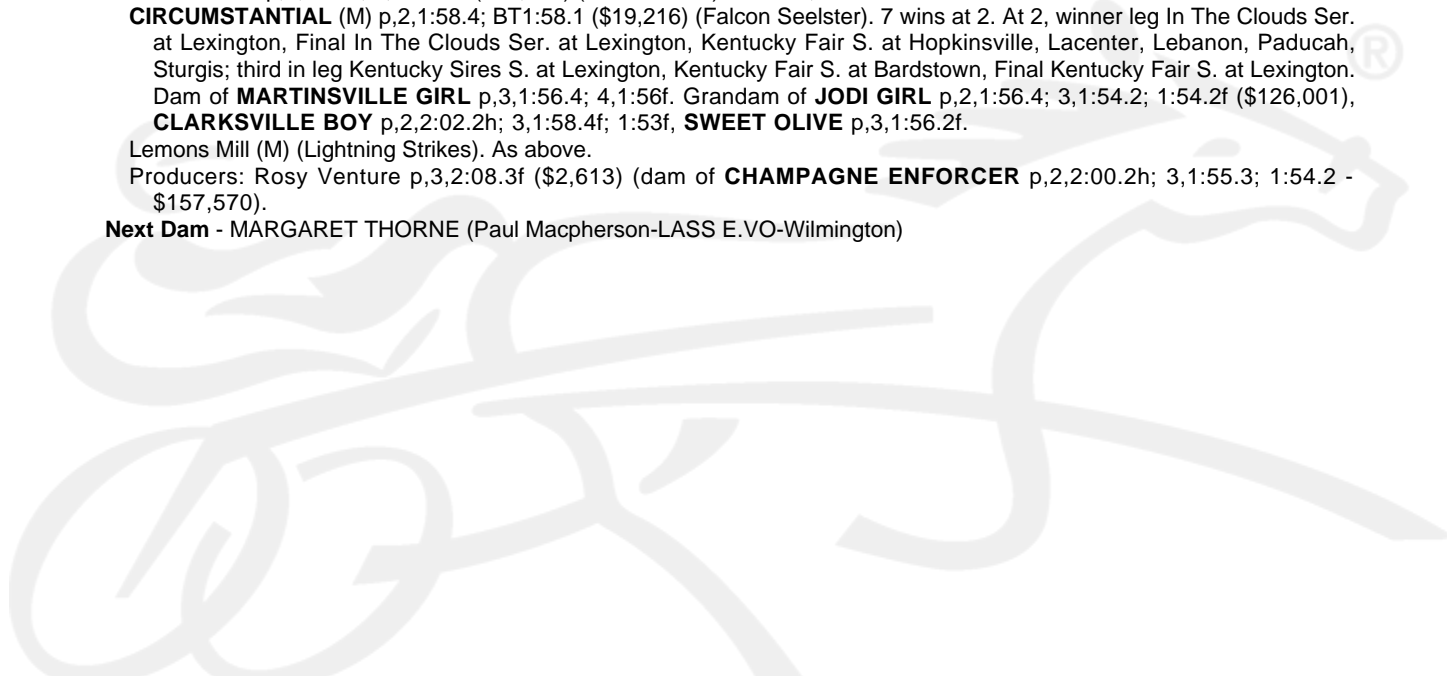 CIRCUMSTANTIAL (M) p,2,1:58.4; BT1:58.1 ($19,216) (Falcon Seelster). 7 wins at 2. At 2, winner leg In The Clouds Ser.
at Lexington, Final In The Clouds Ser. at Lexington, Kentucky Fair S. at Hopkinsville, Lacenter, Lebanon, Paducah,
Sturgis; third in leg Kentucky Sires S. at Lexington, Kentucky Fair S. at Bardstown, Final Kentucky Fair S. at Lexington.
Dam of MARTINSVILLE GIRL p,3,1:56.4; 4,1:56f. Grandam of JODI GIRL p,2,1:56.4; 3,1:54.2; 1:54.2f ($126,001),
CLARKSVILLE BOY p,2,2:02.2h; 3,1:58.4f; 1:53f, SWEET OLIVE p,3,1:56.2f.
Lemons Mill (M) (Lightning Strikes). As above.
Producers: Rosy Venture p,3,2:08.3f ($2,613) (dam of CHAMPAGNE ENFORCER p,2,2:00.2h; 3,1:55.3; 1:54.2 -
$157,570).
Next Dam - MARGARET THORNE (Paul Macpherson-LASS E.VO-Wilmington)
®